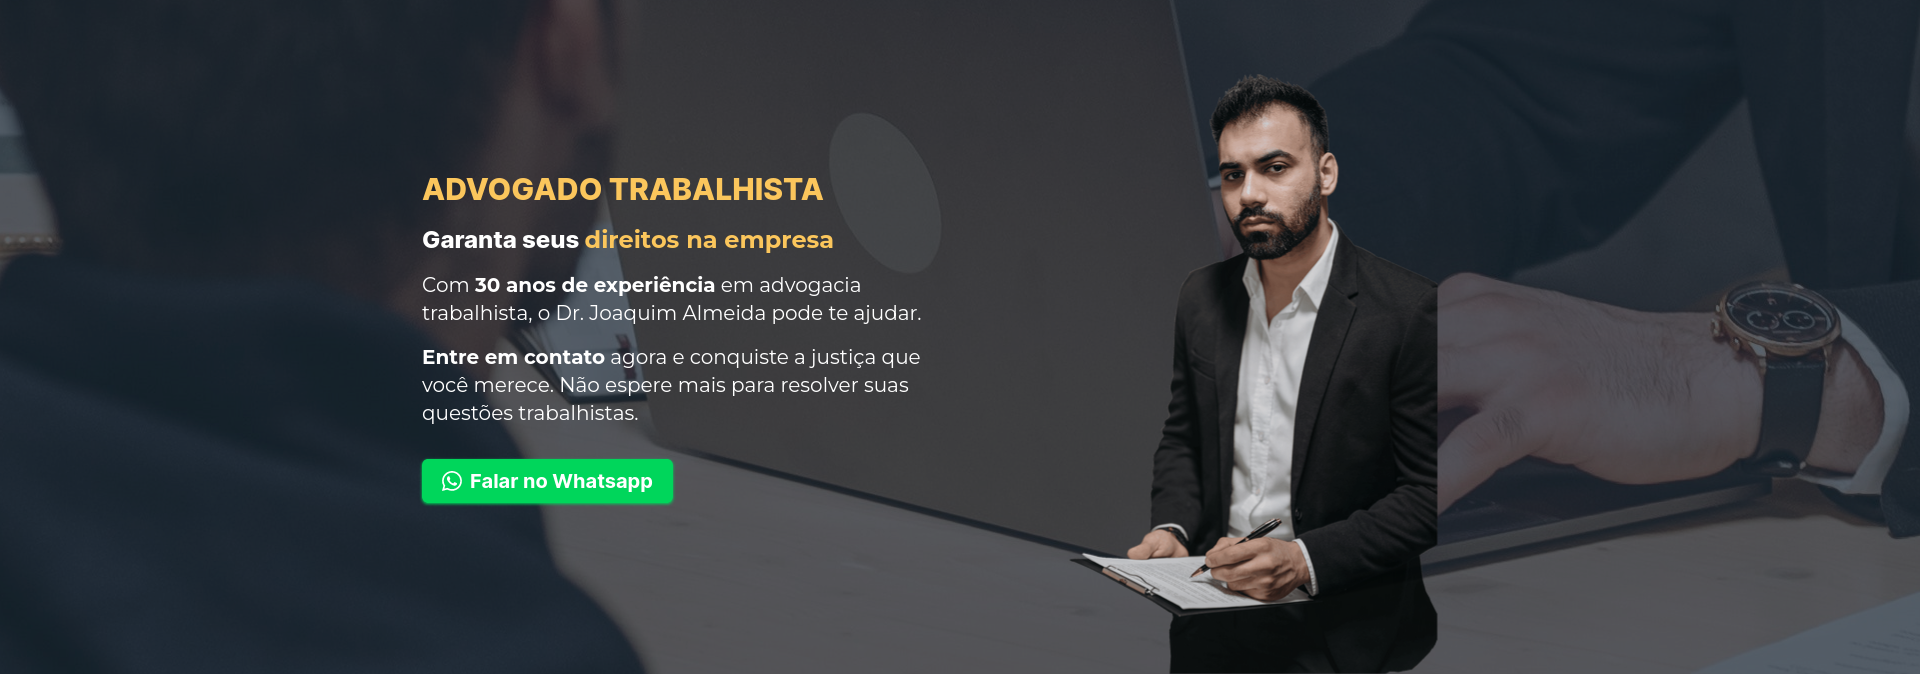 ADVOGADO TRABALHISTA
Garanta seus direitos na empresa
Com 30 anos de experiência em advogacia
trabalhista, o Dr. Joaquim Almeida pode te ajudar.
Entre em contato agora e conquiste a justiça que
você merece. Não espere mais para resolver suas
questões trabalhistas.
Falar no Whatsapp